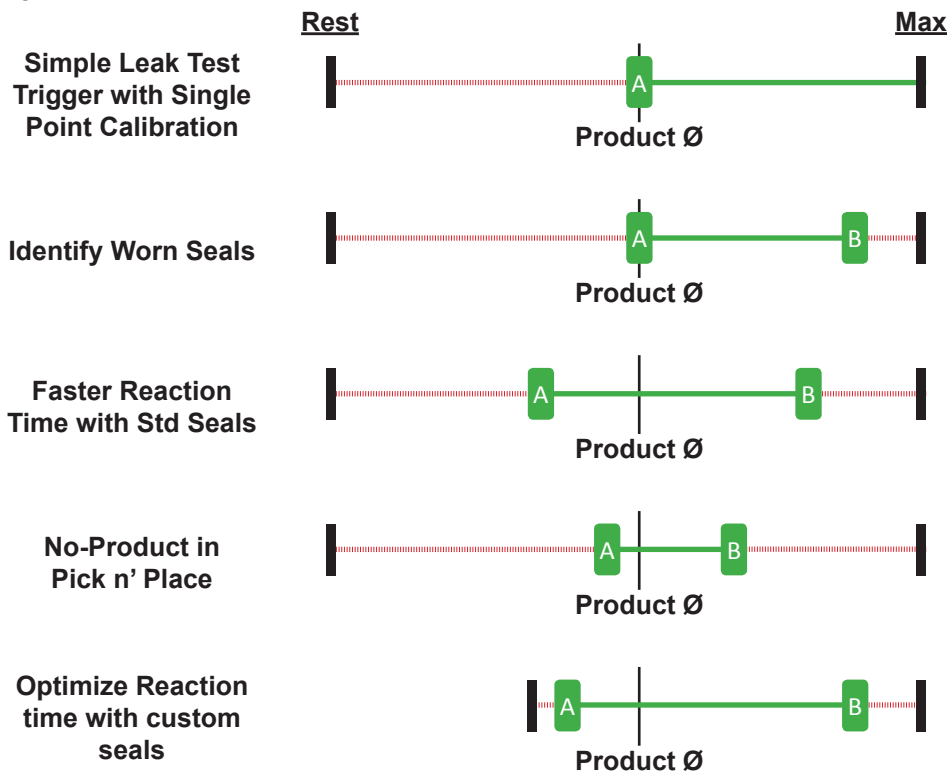 Rest
Max
Simple Leak Test
Trigger with Single
Point Calibration
A
Product Ø
Identify Worn Seals
A
B
Product Ø
Faster Reaction
Time with Std Seals
A
B
Product Ø
No-Product in
Pick n’ Place
A
B
Product Ø
Optimize Reaction
time with custom
seals
A
B
Product Ø